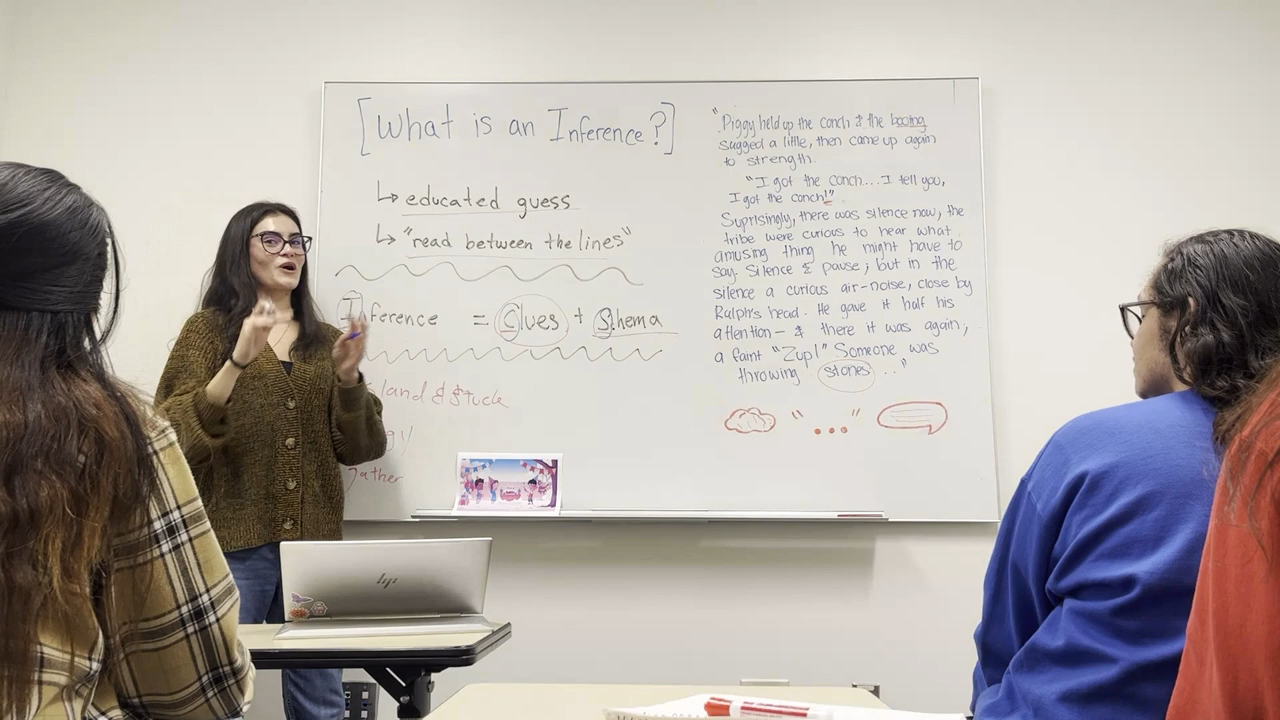 [What is an Inference?]
↳ educated guess
↳ "read between the lines"
Inference = Clues + Shema
island & stuck
gather
"Piggy held up the conch & the booing
sagged a little, then came up again
to strength.
"I got the conch....I tell you,
I got the conch!"
Suprisingly, there was silence now, the
tribe were curious to hear what
amusing thing he might have to
say. Silence & pause; but in the
silence a curious air-noise, close by
Ralph's head. He gave it half his
attention - & there it was again;
a faint "Zup!" Someone was
throwing stones ..."
" ... "
hp